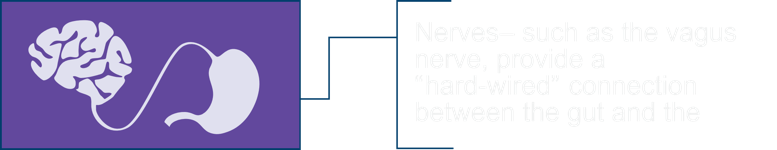 Nerves– such as the vagus
nerve, provide a
"hard-wired" connection
between the gut and the